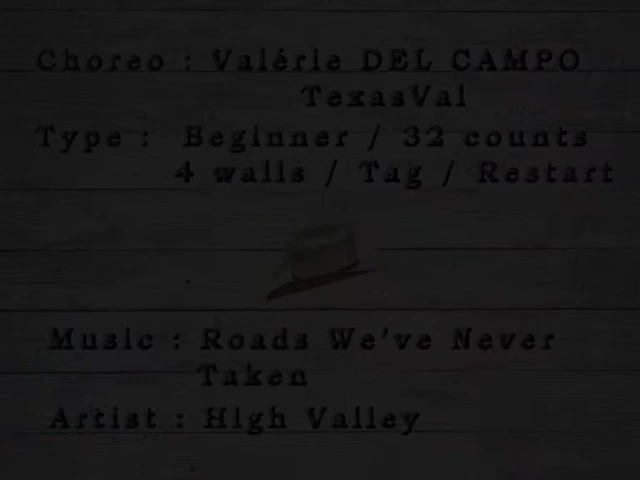 Choreo : Valérie DEL CAMPO
TexasVal
Type : Beginner / 32 counts
4 walls / Tag / Restart
Music : Roads We've Never
Taken
Artist : High Valley